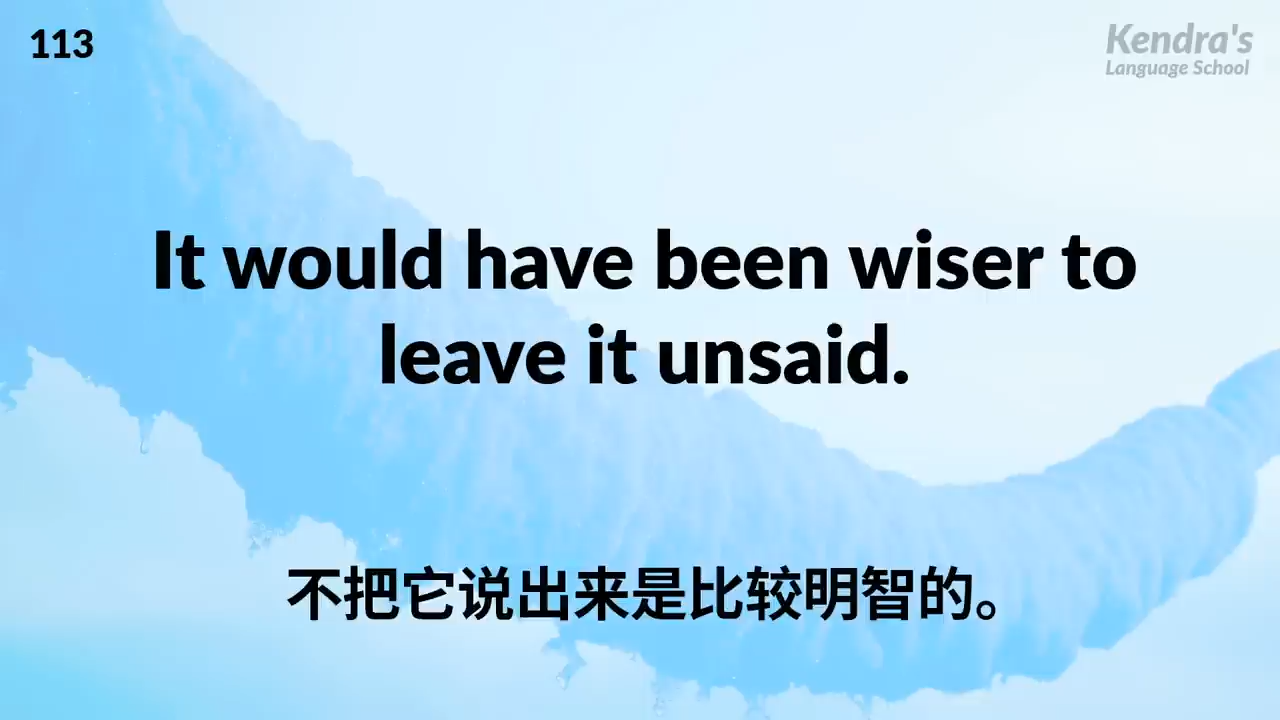 113
Kendra's
Language School
It would have been wiser to
leave it unsaid.
不把它说出来是比较明智的。